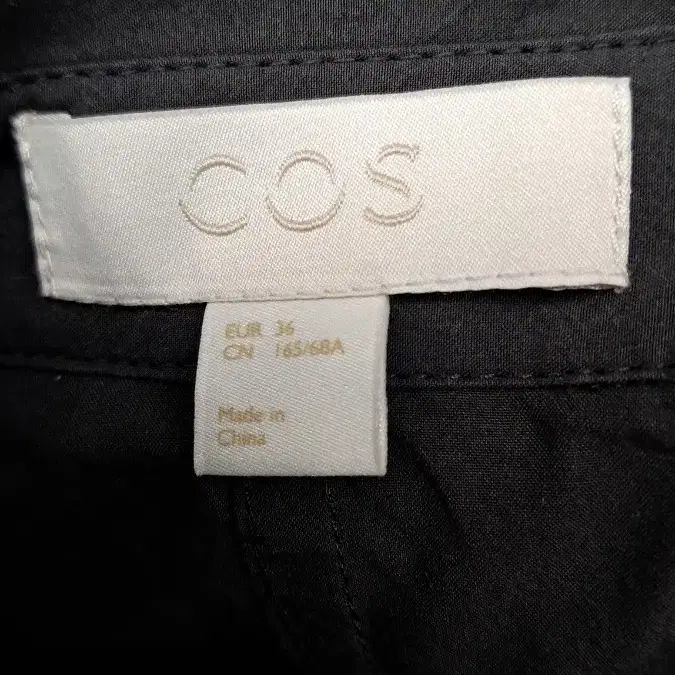 COS
EUR 36
CN 165/68A
Made in
China